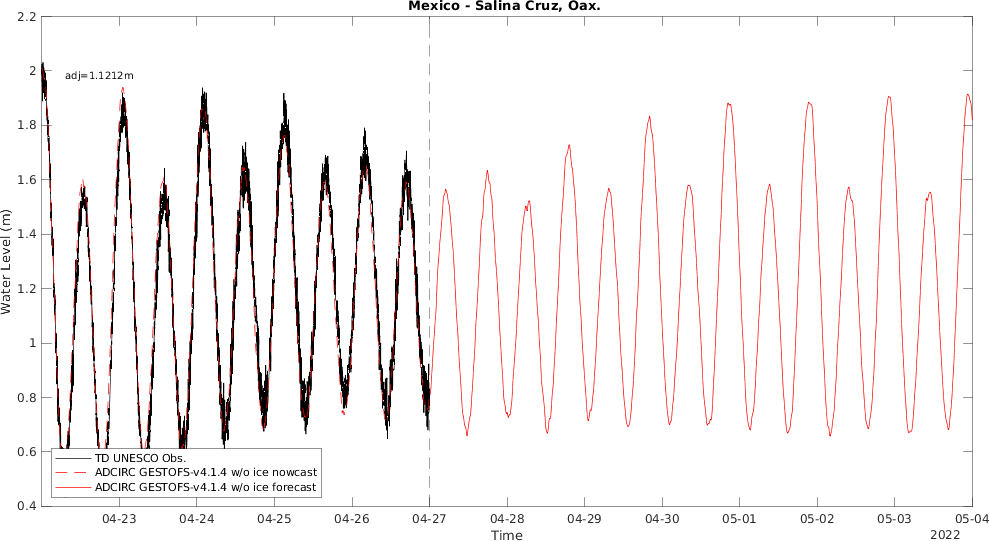 Mexico - Salina Cruz, Oax.
2.2
2
1.8
1.6
1.4
1.2
1
0.8
0.6
0.4
Water Level (m)
adj=1.1212m
TD UNESCO Obs.
ADCIRC GESTOFS-v4.1.4 w/o ice nowcast
ADCIRC GESTOFS-v4.1.4 w/o ice forecast
04-23 04-24 04-25 04-26 04-27 04-28 04-29 04-30 05-01 05-02 05-03 05-04
Time
2022